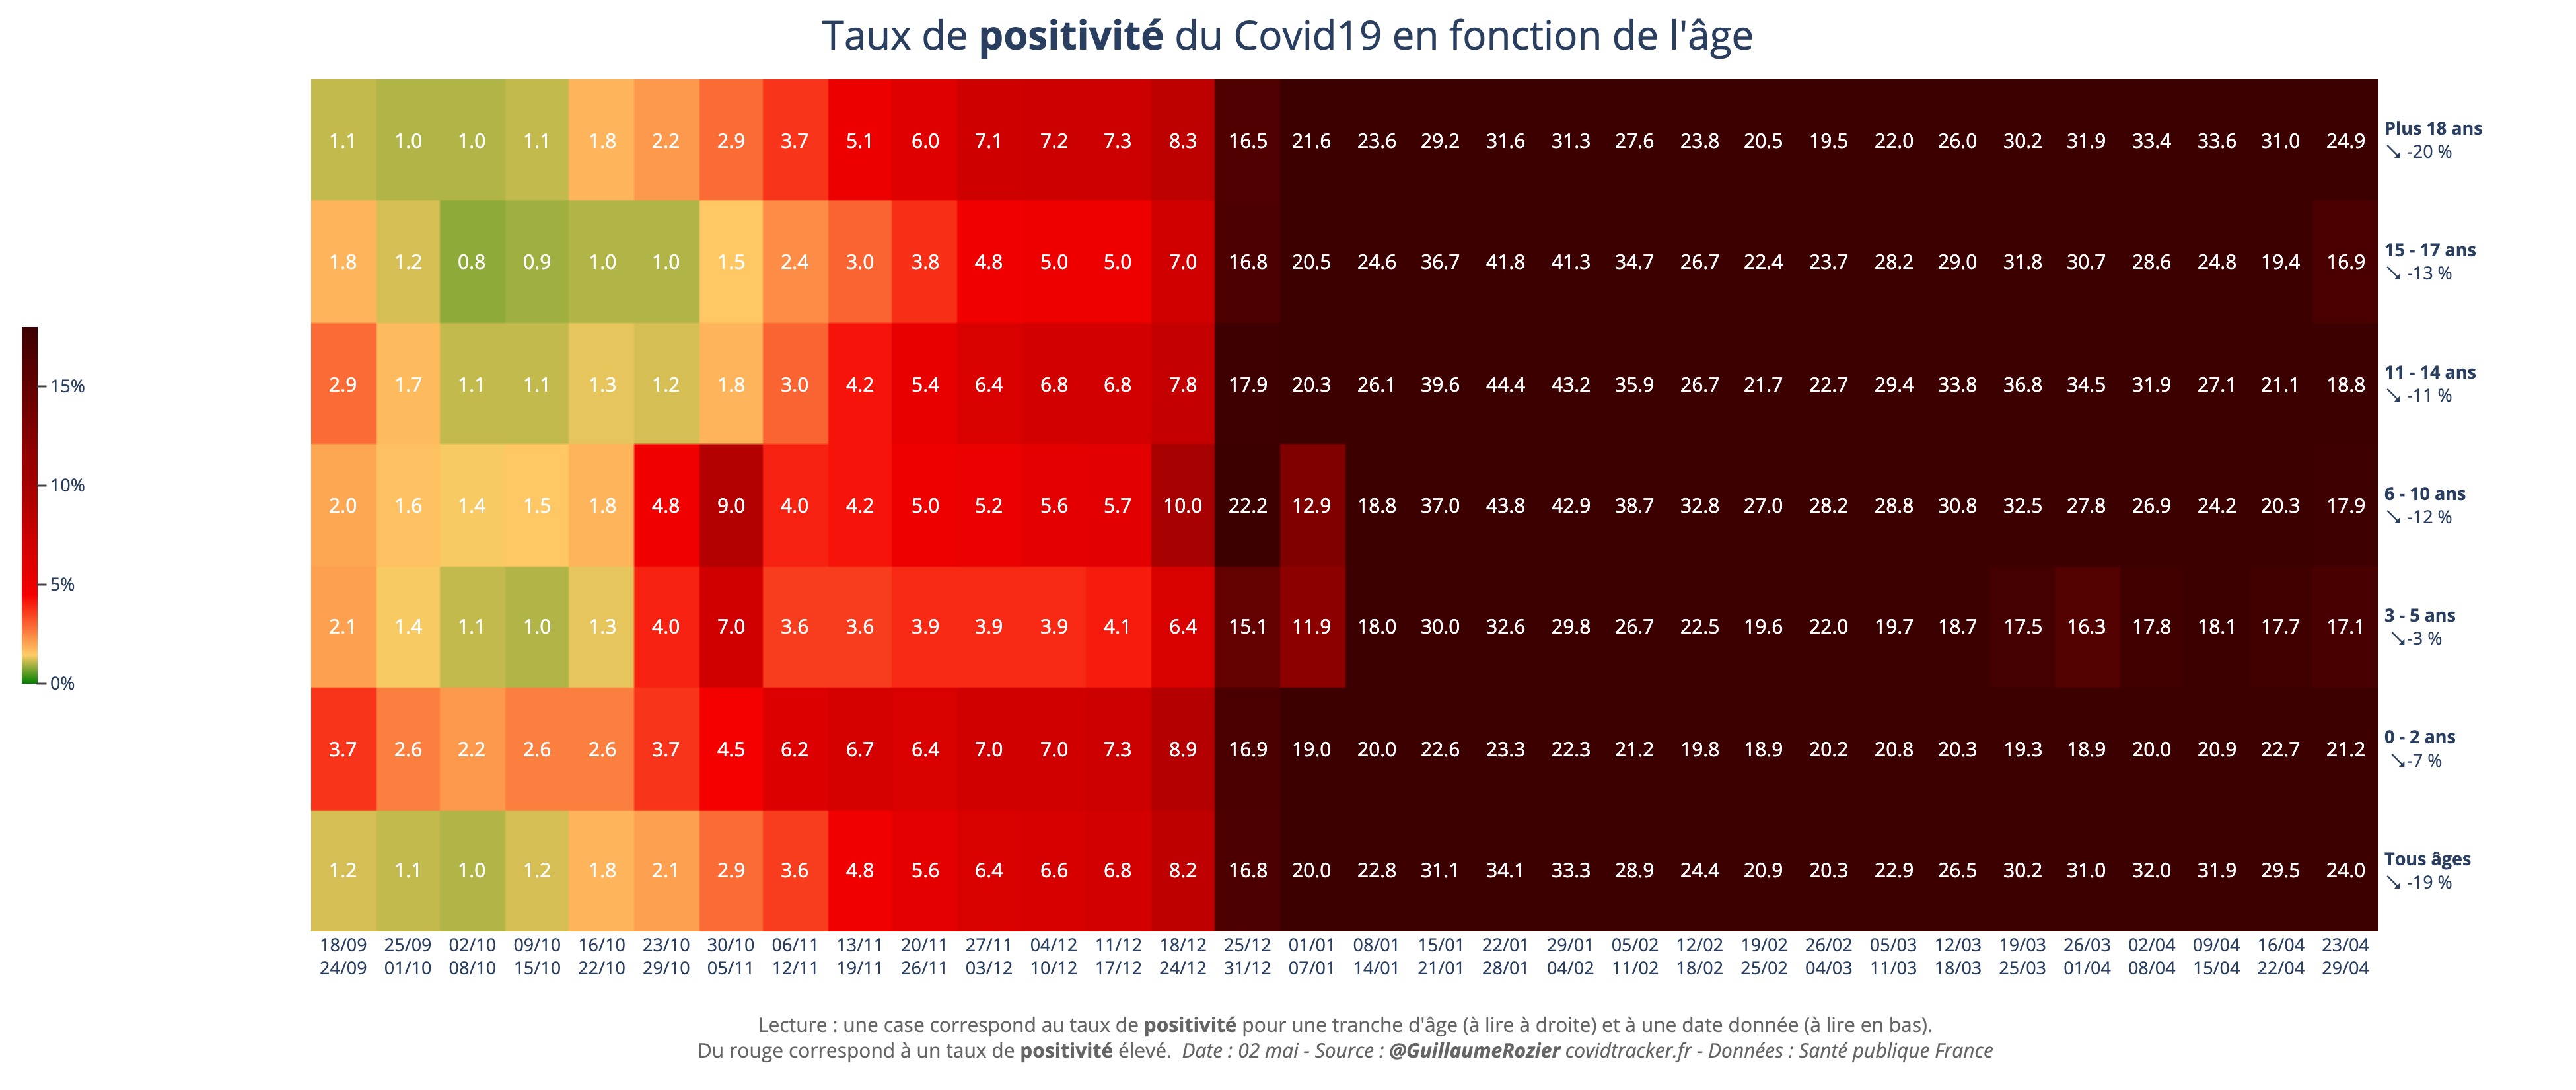 Taux de positivité du Covid19 en fonction de l'âge
1.1 1.0 1.0 1.1 1.8 2.2 2.9 3.7 5.1 6.0 7.1 7.2 7.3 8.3 16.5 21.6 23.6 29.2 31.6 31.3 27.6 23.8 20.5 19.5 22.0 26.0 30.2 31.9 33.4 33.6 31.0 24.9
Plus 18 ans
↘ -20 %
1.8 1.2 0.8 0.9 1.0 1.0 1.5 2.4 3.0 3.8 4.8 5.0 5.0 7.0 16.8 20.5 24.6 36.7 41.8 41.3 34.7 26.7 22.4 23.7 28.2 29.0 31.8 30.7 28.6 24.8 19.4 16.9
15 - 17 ans
↘ -13 %
2.9 1.7 1.1 1.1 1.3 1.2 1.8 3.0 4.2 5.4 6.4 6.8 6.8 7.8 17.9 20.3 26.1 39.6 44.4 43.2 35.9 26.7 21.7 22.7 29.4 33.8 36.8 34.5 31.9 27.1 21.1 18.8
11 - 14 ans
↘ -11 %
2.0 1.6 1.4 1.5 1.8 4.8 9.0 4.0 4.2 5.0 5.2 5.6 5.7 10.0 22.2 12.9 18.8 37.0 43.8 42.9 38.7 32.8 27.0 28.2 28.8 30.8 32.5 27.8 26.9 24.2 20.3 17.9
6 - 10 ans
↘ -12 %
2.1 1.4 1.1 1.0 1.3 4.0 7.0 3.6 3.6 3.9 3.9 3.9 4.1 6.4 15.1 11.9 18.0 30.0 32.6 29.8 26.7 22.5 19.6 22.0 19.7 18.7 17.5 16.3 17.8 18.1 17.7 17.1
3 - 5 ans
↘-3 %
3.7 2.6 2.2 2.6 2.6 3.7 4.5 6.2 6.7 6.4 7.0 7.0 7.3 8.9 16.9 19.0 20.0 22.6 23.3 22.3 21.2 19.8 18.9 20.2 20.8 20.3 19.3 18.9 20.0 20.9 22.7 21.2
0 - 2 ans
↘-7 %
1.2 1.1 1.0 1.2 1.8 2.1 2.9 3.6 4.8 5.6 6.4 6.6 6.8 8.2 16.8 20.0 22.8 31.1 34.1 33.3 28.9 24.4 20.9 20.3 22.9 26.5 30.2 31.0 32.0 31.9 29.5 24.0
Tous âges
↘ -19 %
15%
10%
5%
0%
18/09 25/09 02/10 09/10 16/10 23/10 30/10 06/11 13/11 20/11 27/11 04/12 11/12 18/12 25/12 01/01 08/01 15/01 22/01 29/01 05/02 12/02 19/02 26/02 05/03 12/03 19/03 26/03 02/04 09/04 16/04 23/04
24/09 01/10 08/10 15/10 22/10 29/10 05/11 12/11 19/11 26/11 03/12 10/12 17/12 24/12 31/12 07/01 14/01 21/01 28/01 04/02 11/02 18/02 25/02 04/03 11/03 18/03 25/03 01/04 08/04 15/04 22/04 29/04
Lecture : une case correspond au taux de positivité pour une tranche d'âge (à lire à droite) et à une date donnée (à lire en bas).
Du rouge correspond à un taux de positivité élevé. Date : 02 mai - Source : @GuillaumeRozier covidtracker.fr - Données : Santé publique France